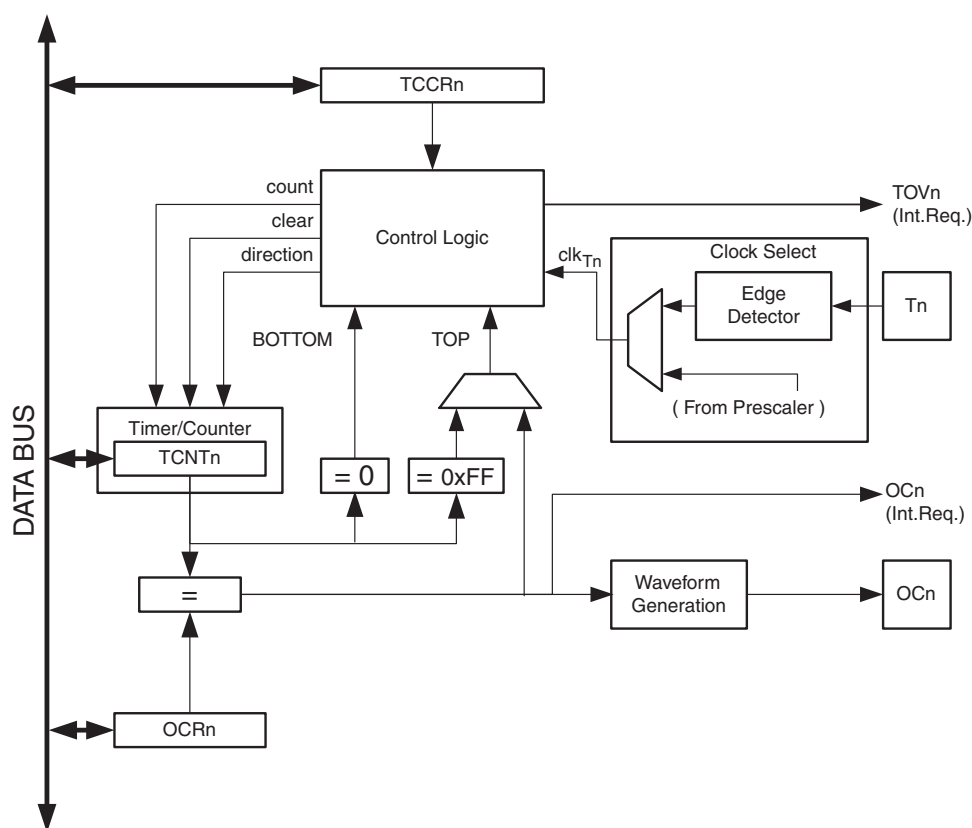 TCCRn
count
clear
direction
Control Logic
TOVn
(Int.Req.)
clkTn
Clock Select
Edge
Detector
Tn
( From Prescaler )
BOTTOM
TOP
DATA BUS
Timer/Counter
TCNTn
= 0
= 0xFF
OCn
(Int.Req.)
=
Waveform
Generation
OCn
OCRn